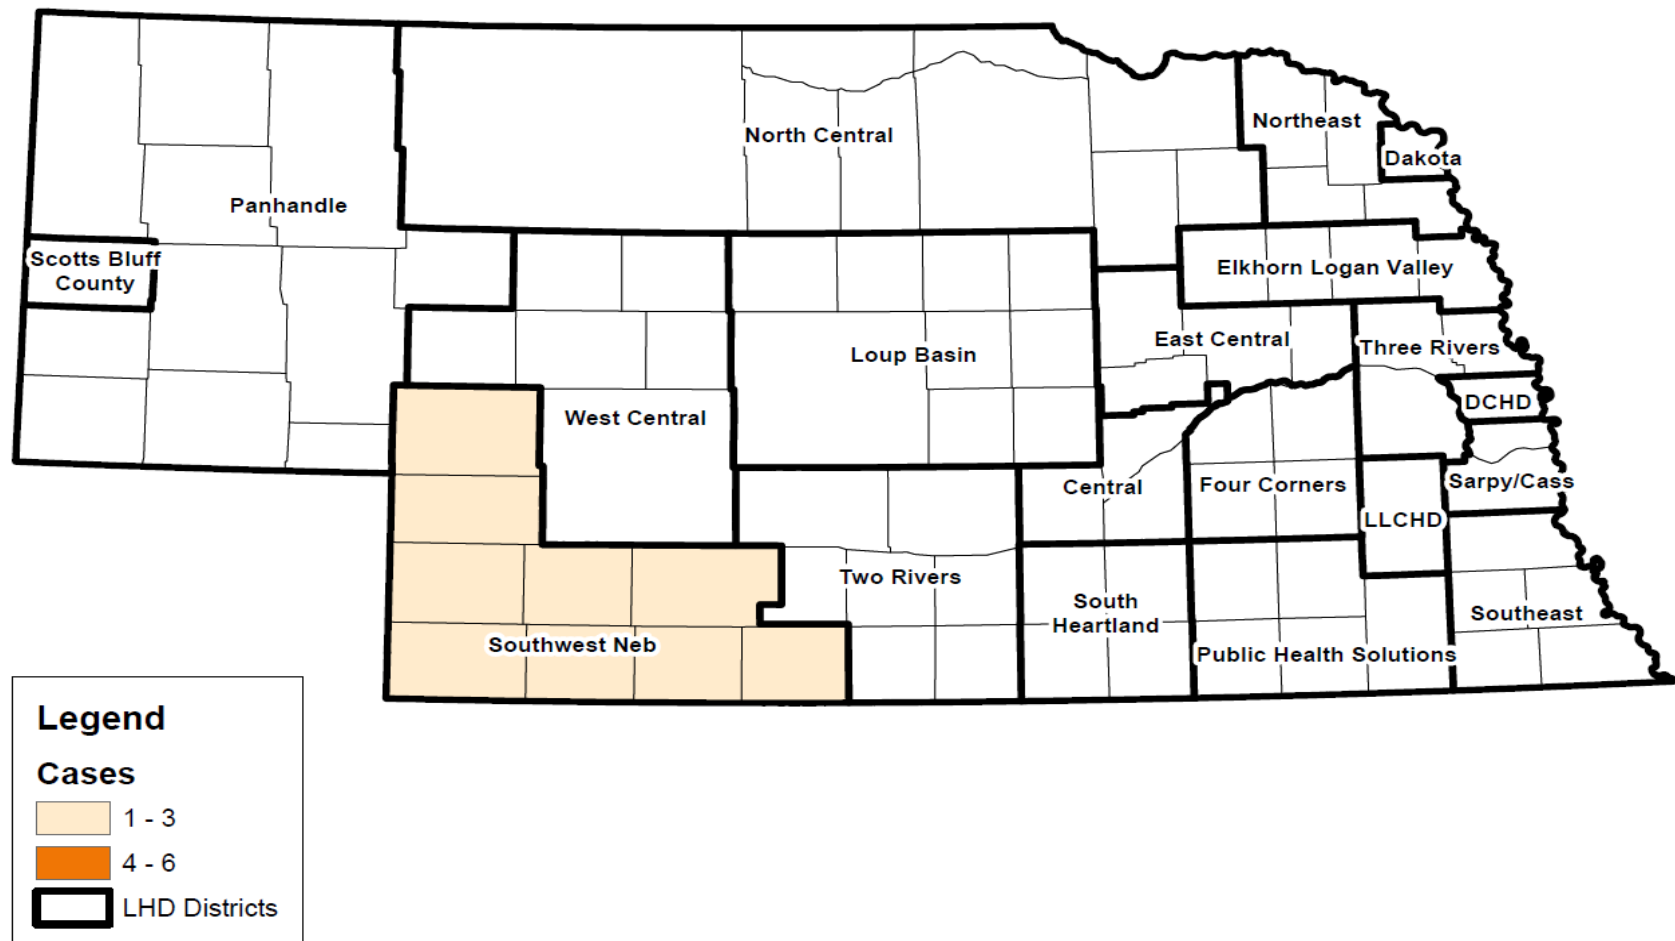 North Central
Northeast
Dakota
Panhandle
Scotts Bluff
County
Elkhorn Logan Valley
East Central
Three Rivers
Loup Basin
DCHD
West Central
Sarpy/Cass
Central
Four Corners
LLCHD
Two Rivers
South
Heartland
Southeast
Southwest Neb
Public Health Solutions
Legend
Cases
1 - 3
4 - 6
LHD Districts